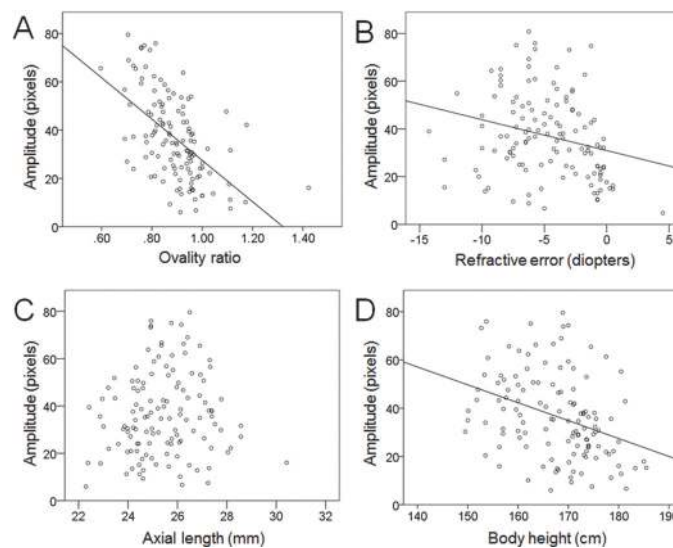 A
Amplitude (pixels)
80
60
40
20
0
.60 .80 1.00 1.20 1.40
Ovality ratio
B
Amplitude (pixels)
80
60
40
20
0
-15 -10 -5 0 5
Refractive error (diopters)
C
Amplitude (pixels)
80
60
40
20
0
22 24 26 28 30 32
Axial length (mm)
D
Amplitude (pixels)
80
60
40
20
0
140 150 160 170 180 190
Body height (cm)